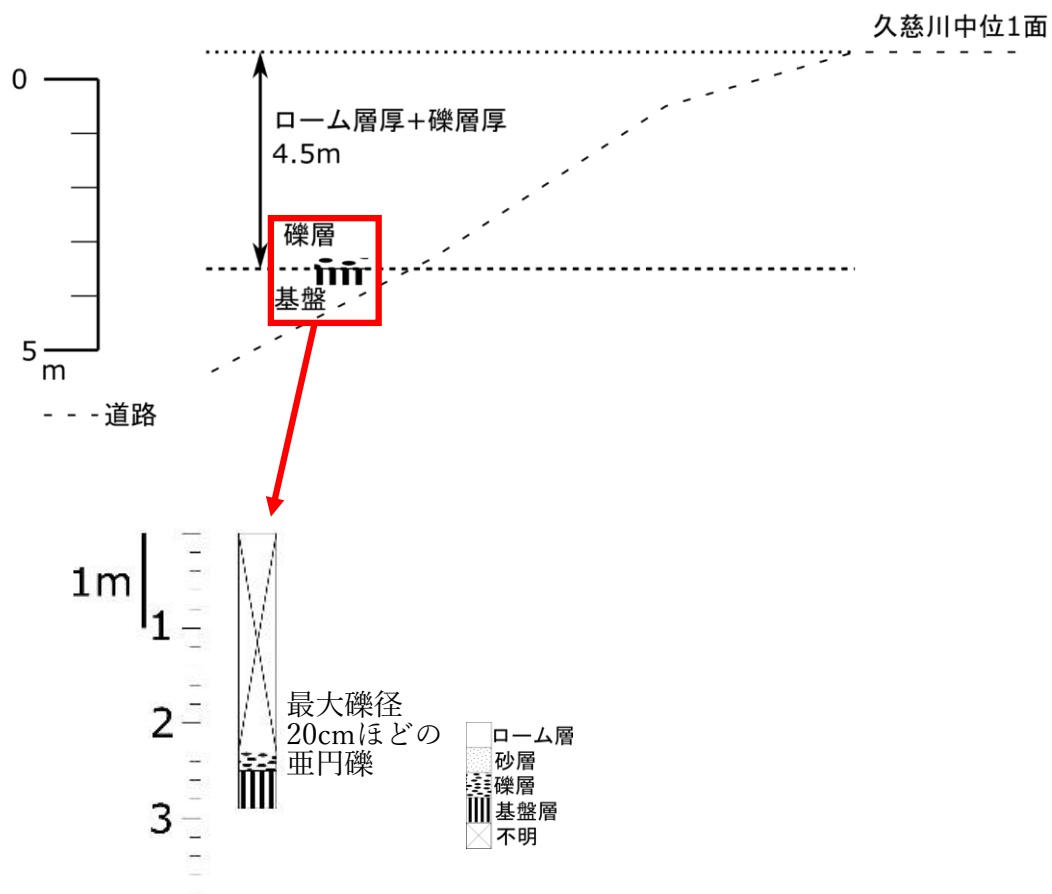 久慈川中位1面
0
ローム層厚+礫層厚
4.5m
礫層
基盤
5
m
- - - 道路
1m
1
2
3
最大礫径
20cmほどの
亜円礫
ローム層
砂層
礫層
基盤層
不明